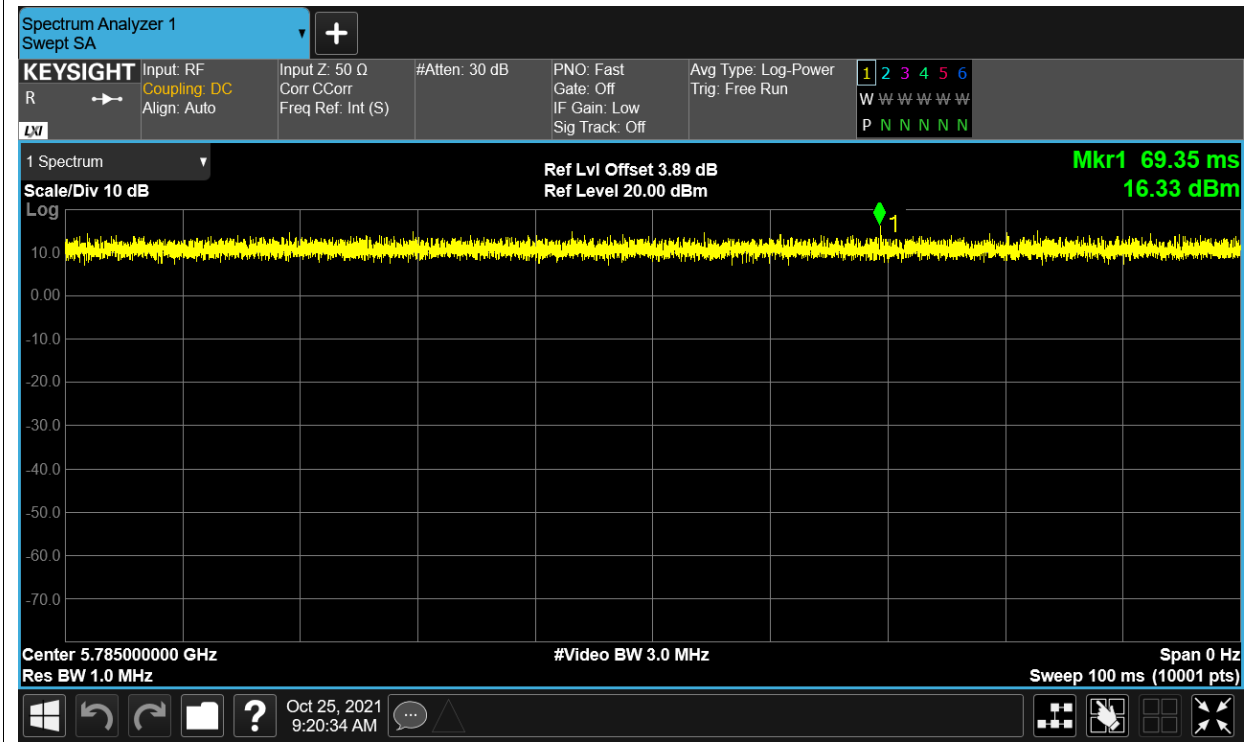 Spectrum Analyzer 1
Swept SA
KEYSIGHT
R
LXI
Input: RF
Coupling: DC
Align: Auto
Input Z: 50 Ω
Corr CCorr
Freq Ref: Int (S)
#Atten: 30 dB
PNO: Fast
Gate: Off
IF Gain: Low
Sig Track: Off
Avg Type: Log-Power
Trig: Free Run
1 2 3 4 5 6
W W W W W W
P N N N N N
1 Spectrum
Scale/Div 10 dB
Ref Lvl Offset 3.89 dB
Ref Level 20.00 dBm
Mkr1 69.35 ms
16.33 dBm
Log
1
10.0
0.00
-10.0
-20.0
-30.0
-40.0
-50.0
-60.0
-70.0
Center 5.785000000 GHz
Res BW 1.0 MHz
#Video BW 3.0 MHz
Span 0 Hz
Sweep 100 ms (10001 pts)
?
Oct 25, 2021
9:20:34 AM